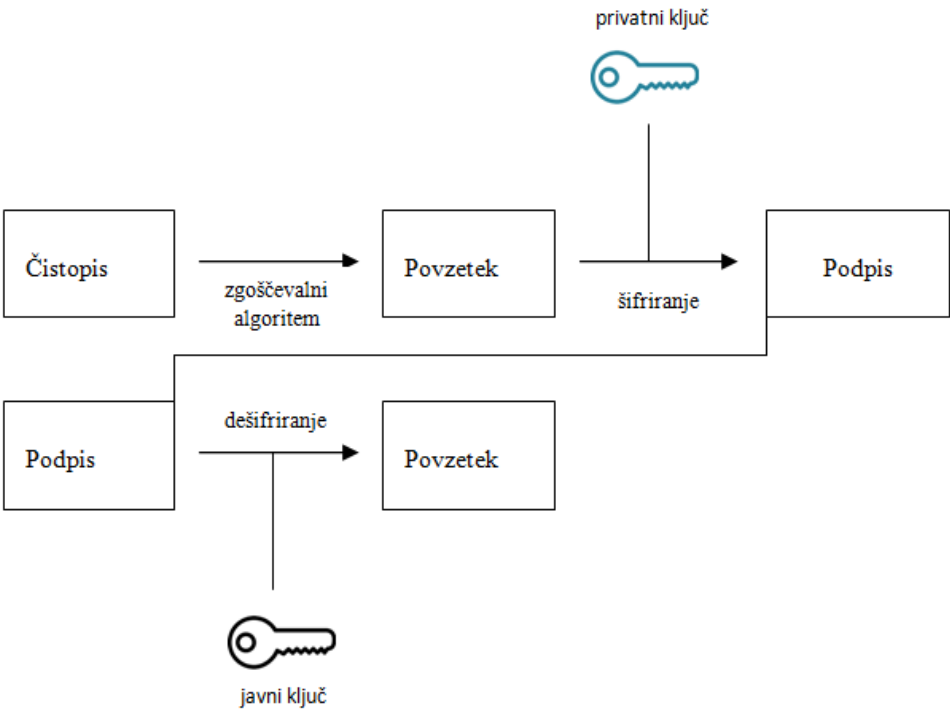 privatni ključ
Čistopis
zgoščevalni
algoritem
Povzetek
šifriranje
Podpis
Podpis
dešifriranje
Povzetek
javni ključ